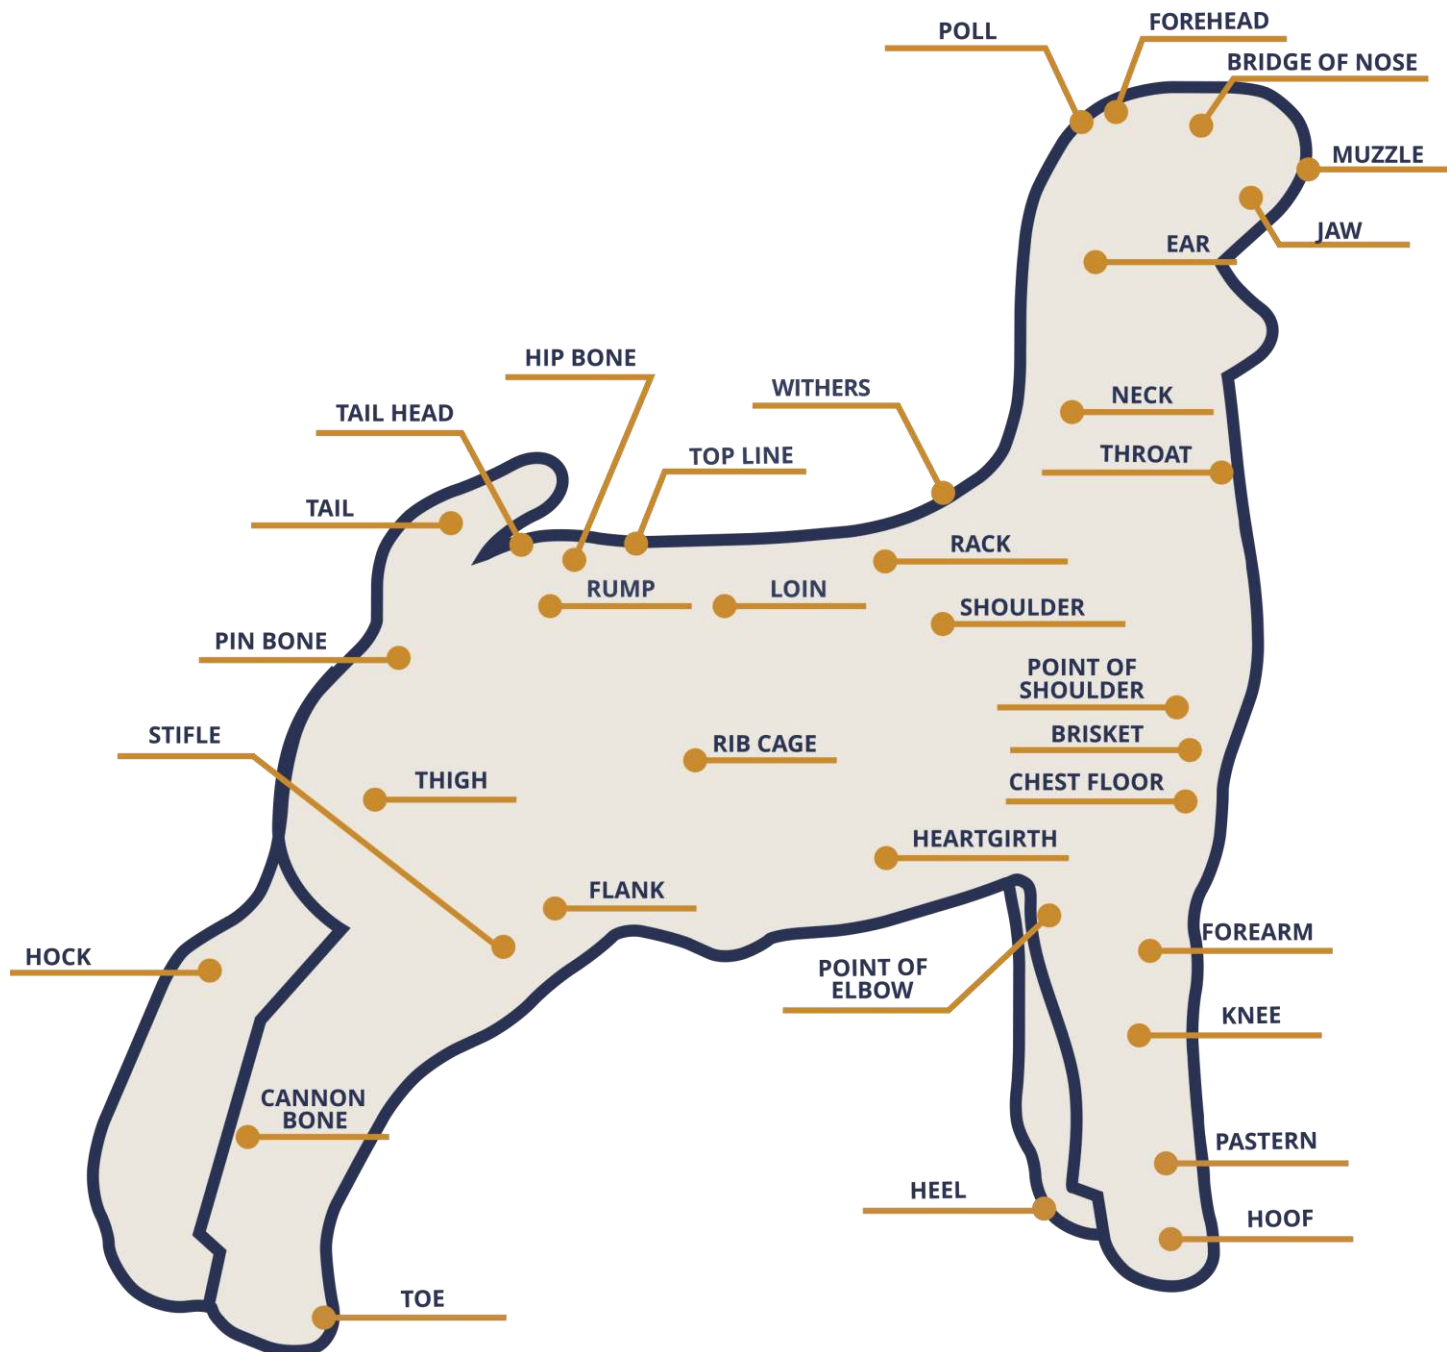 FOREHEAD
POLL
BRIDGE OF NOSE
MUZZLE
JAW
EAR
HIP BONE
WITHERS
NECK
TAIL HEAD
THROAT
TOP LINE
TAIL
RACK
RUMP
LOIN
SHOULDER
PIN BONE
POINT OF
SHOULDER
STIFLE
BRISKET
RIB CAGE
THIGH
CHEST FLOOR
HEARTGIRTH
FLANK
FOREARM
HOCK
POINT OF
ELBOW
KNEE
CANNON
BONE
PASTERN
HEEL
HOOF
TOE